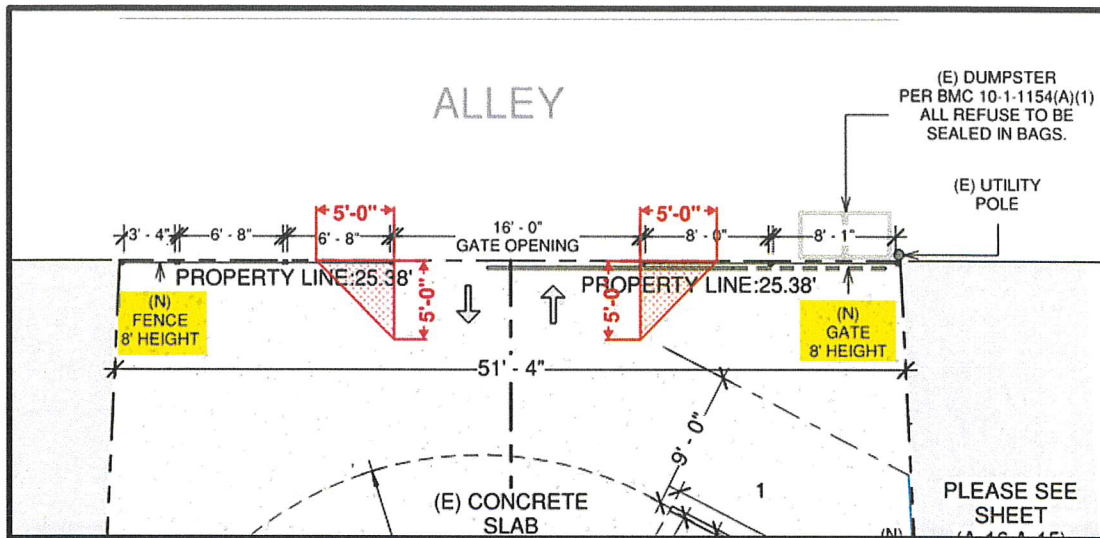 ALLEY
(E) DUMPSTER
PER BMC 10-1-1154(A)(1)
ALL REFUSE TO BE
SEALED IN BAGS.
(E) UTILITY
POLE
5'-0"
5'-0"
3' - 4"
6' - 8"
6' - 8"
16' - 0"
GATE OPENING
8' - 0"
8' - 1"
PROPERTY LINE:25.38'
PROPERTY LINE:25.38'
5'-0"
5'-0"
(N)
FENCE
8' HEIGHT
(N)
GATE
8' HEIGHT
51' - 4"
9' - 0"
1
(E) CONCRETE
SLAB
PLEASE SEE
SHEET
(A-16 A-15)
(N)